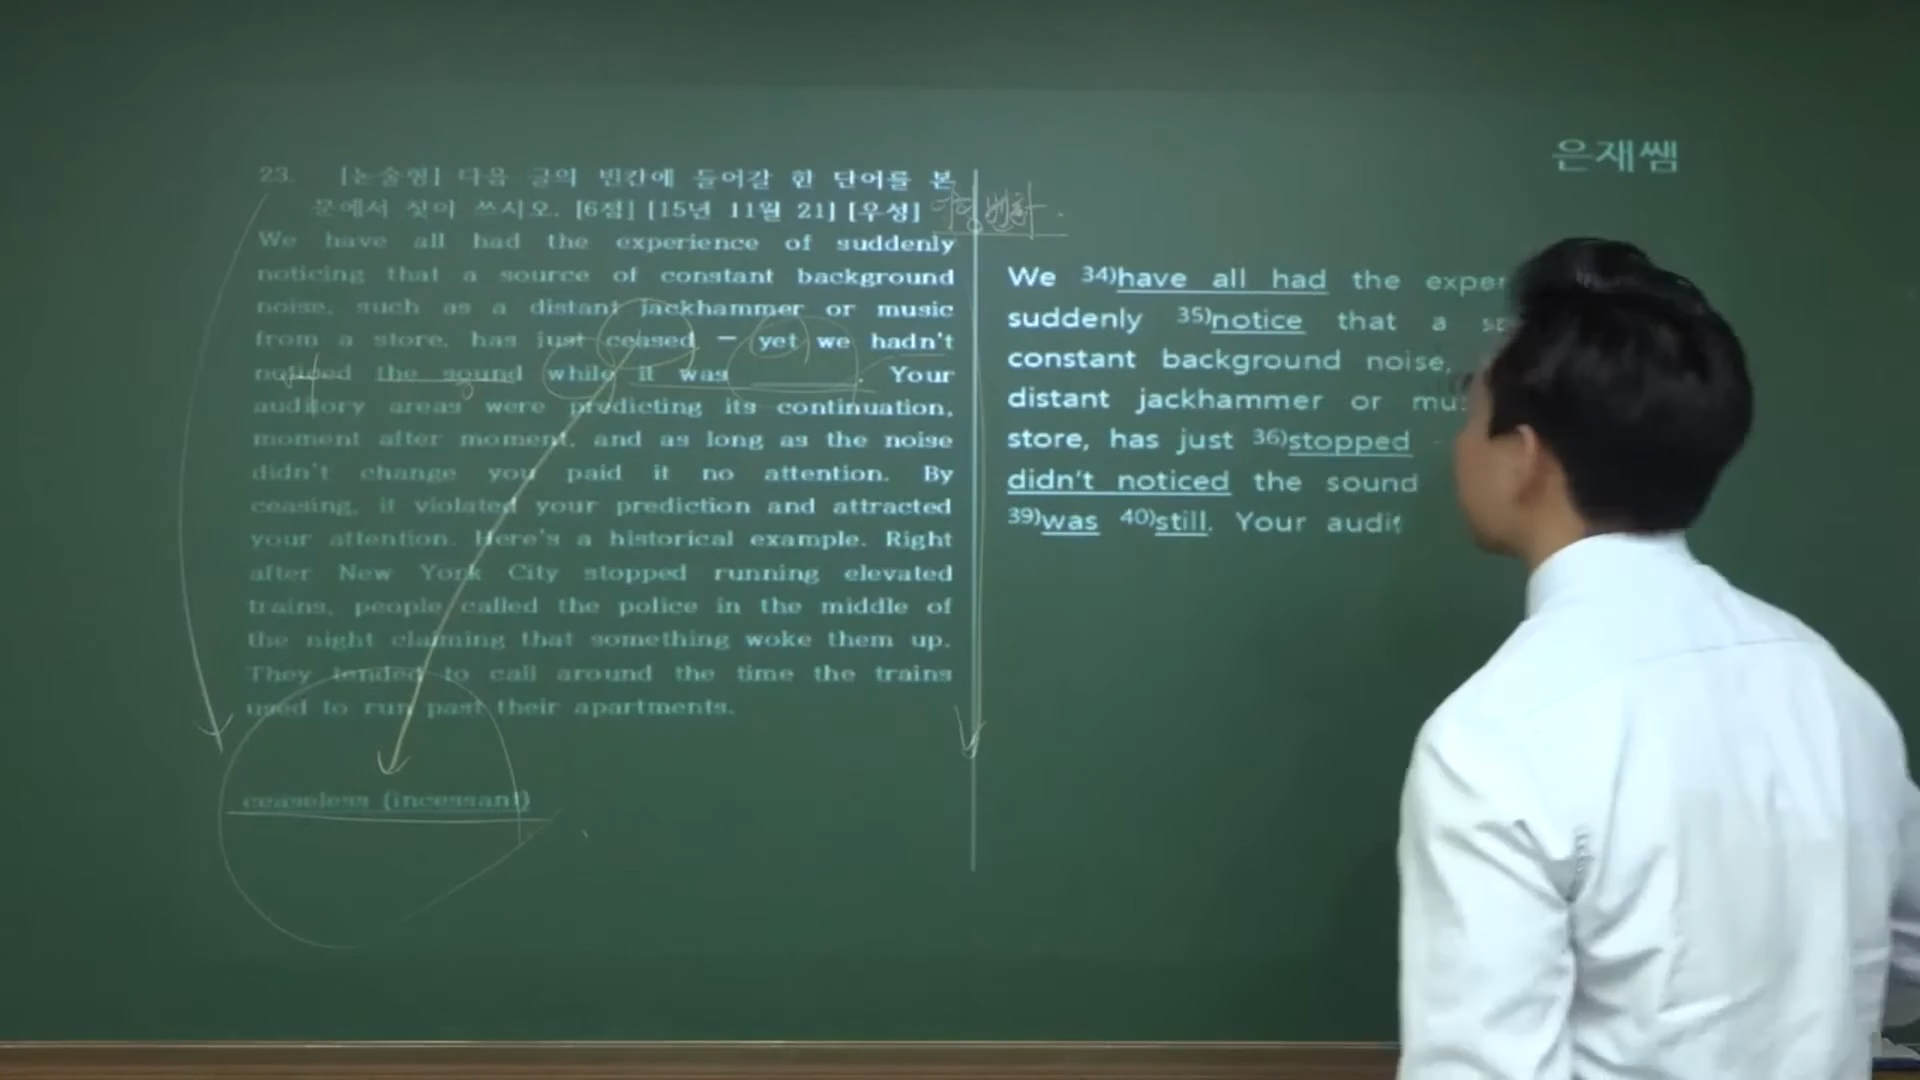 은재쌤
23. [논술형] 다음 글의 빈칸에 들어갈 한 단어를 본
문에서 찾아 쓰시오. [6점] [15년 11월 21] [우성]
We have all had the experience of suddenly
noticing that a source of constant background
noise, such as a distant jackhammer or music
from a store, has just ceased - yet we hadn't
noticed the sound while it was ________. Your
auditory areas were predicting its continuation,
moment after moment, and as long as the noise
didn't change you paid it no attention. By
ceasing, it violated your prediction and attracted
your attention. Here's a historical example. Right
after New York City stopped running elevated
trains, people called the police in the middle of
the night claiming that something woke them up.
They tended to call around the time the trains
used to run past their apartments.
ceaseless (incessant)
We 34)have all had the
suddenly 35)notice that a
constant background noise,
distant jackhammer or
store, has just 36)stopped -
didn't noticed the sound
39)was 40)still. Your